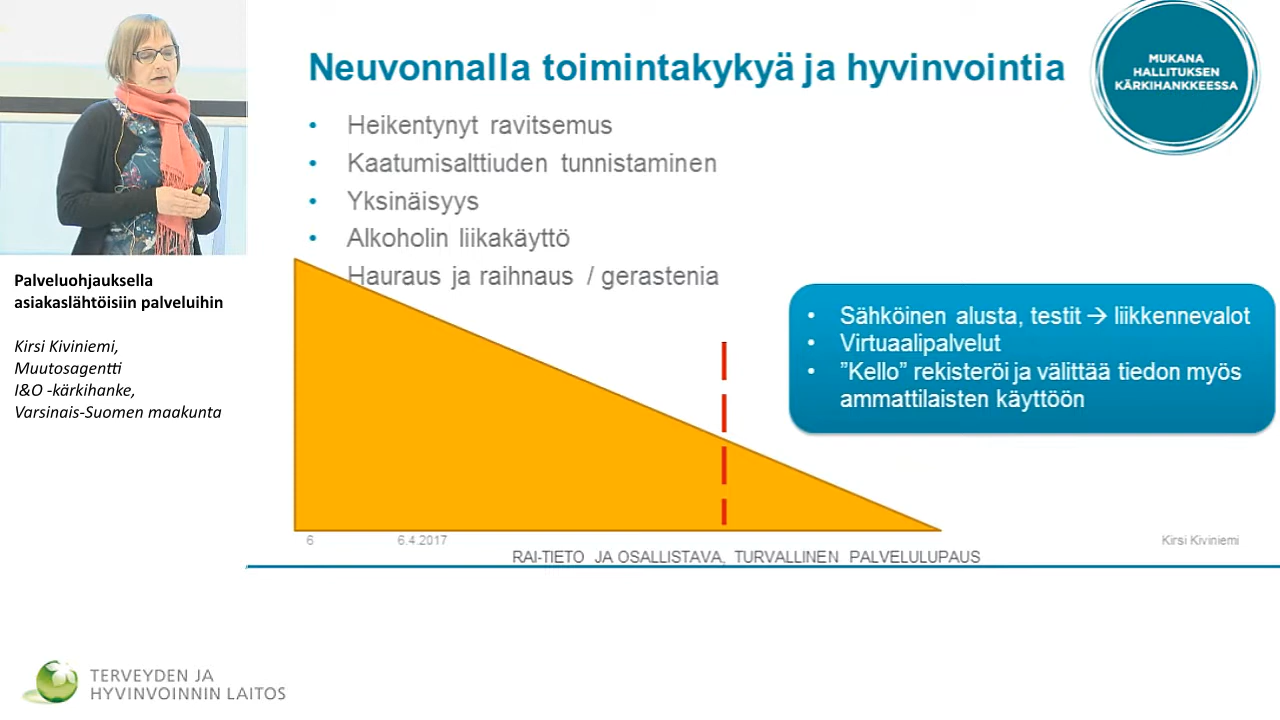 Neuvonnalla toimintakykyä ja hyvinvointia
MUKANA
HALLITUKSEN
KÄRKIHANKKEESSA
• Heikentynyt ravitsemus
• Kaatumisalttiuden tunnistaminen
• Yksinäisyys
• Alkoholin liikakäyttö
Hauraus ja raihnaus / gerastenia
Palveluohjauksella
asiakaslähtöisiin palveluihin
Kirsi Kiviniemi,
Muutosagentti
I&O -kärkihanke,
Varsinais-Suomen maakunta
• Sähköinen alusta, testit → liikkennevalot
• Virtuaalipalvelut
• ”Kello” rekisteröi ja välittää tiedon myös
ammattilaisten käyttöön
6 6.4.2017 Kirsi Kiviniemi
RAI-TIETO JA OSALLISTAVA, TURVALLINEN PALVELULUPAUS
TERVEYDEN JA
HYVINVOINNIN LAITOS